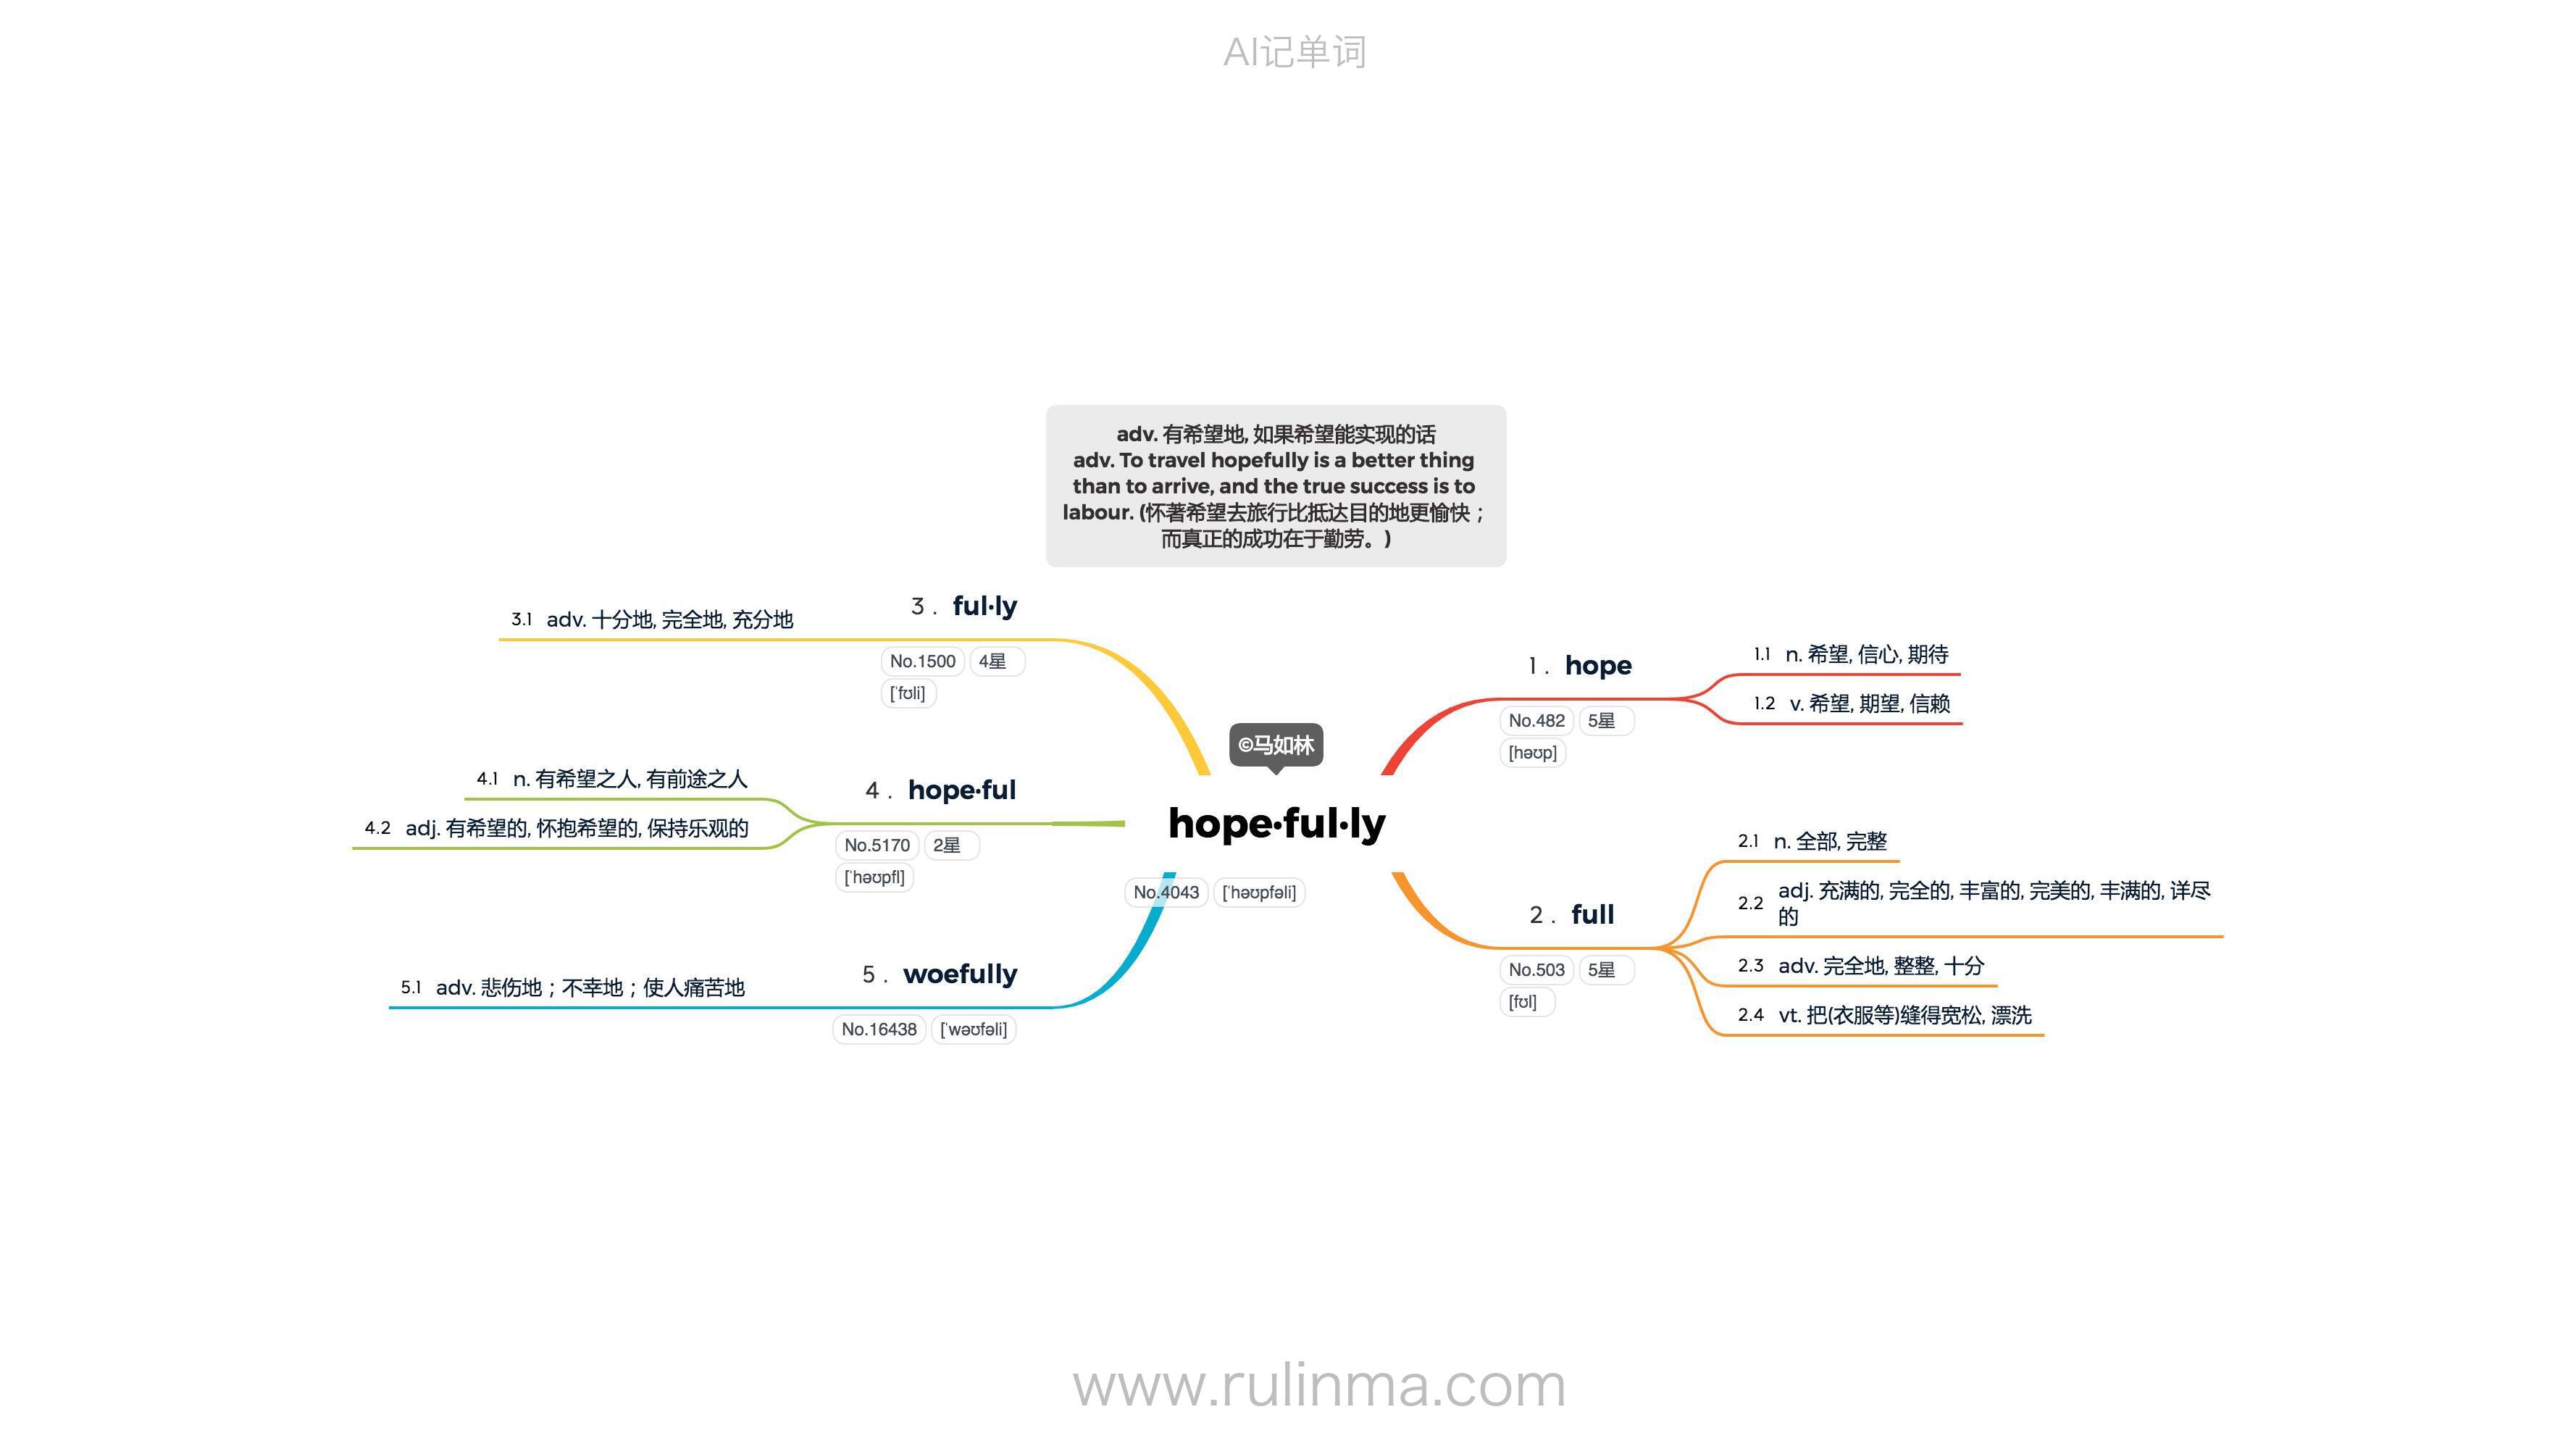 AI记单词
adv. 有希望地, 如果希望能实现的话
adv. To travel hopefully is a better thing
than to arrive, and the true success is to
labour. (怀著希望去旅行比抵达目的地更愉快；
而真正的成功在于勤劳。)
©马如林
hope·ful·ly
No.4043 ['həʊpfəli]
1 . hope
No.482 5星
[həʊp]
1.1 n. 希望, 信心, 期待
1.2 v. 希望, 期望, 信赖
2 . full
No.503 5星
[fʊl]
2.1 n. 全部, 完整
2.2 adj. 充满的, 完全的, 丰富的, 完美的, 丰满的, 详尽
的
2.3 adv. 完全地, 整整, 十分
2.4 vt. 把(衣服等)缝得宽松, 漂洗
3 . ful·ly
No.1500 4星
['fʊli]
3.1 adv. 十分地, 完全地, 充分地
4 . hope·ful
No.5170 2星
['həʊpfl]
4.1 n. 有希望之人, 有前途之人
4.2 adj. 有希望的, 怀抱希望的, 保持乐观的
5 . woefully
No.16438 ['wəʊfəli]
5.1 adv. 悲伤地；不幸地；使人痛苦地
www.rulinma.com